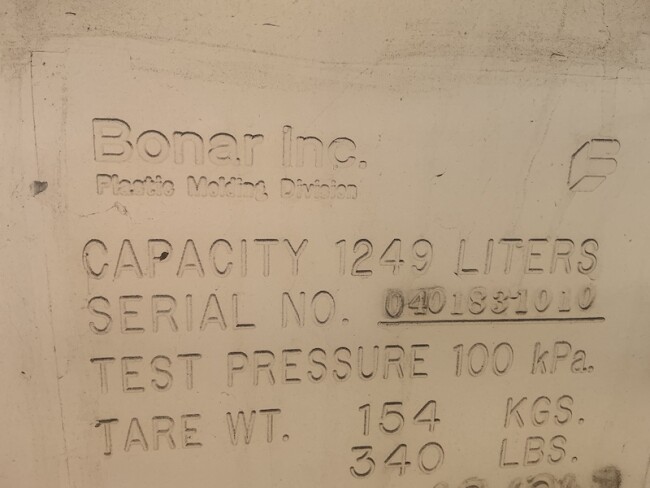 Bonar Inc.
Plastic Molding Division
CAPACITY 1249 LITERS
SERIAL NO. 0401831010
TEST PRESSURE 100 kPa.
TARE WT. 154 KGS.
340 LBS.